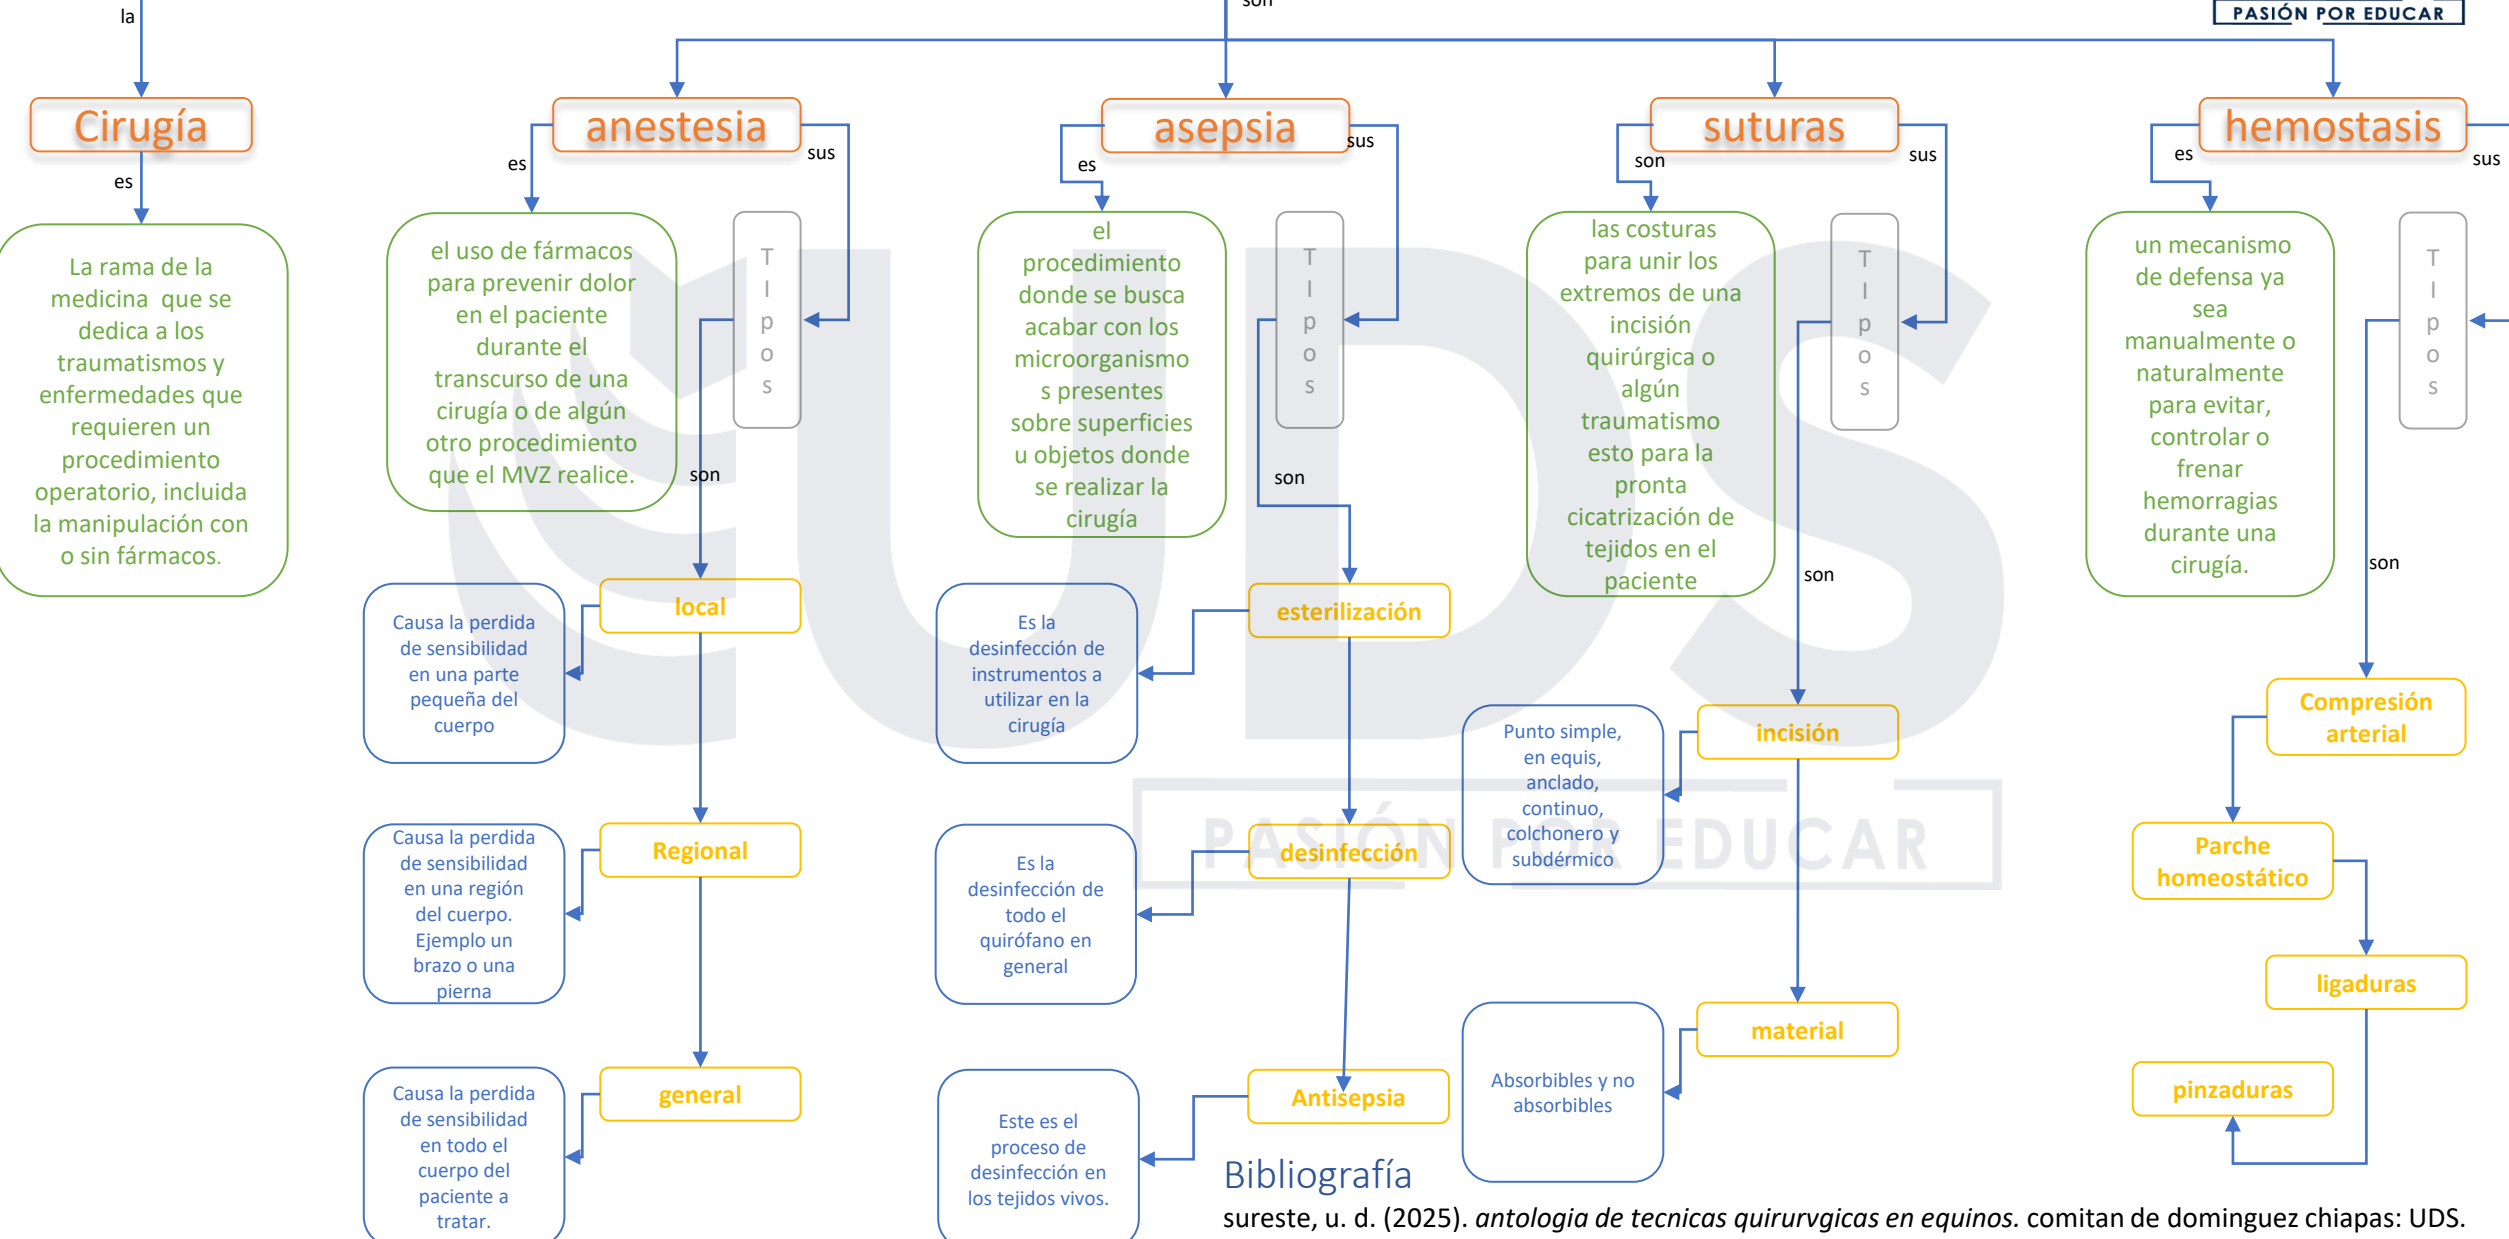 la
son
PASIÓN POR EDUCAR
Cirugía
es
La rama de la
medicina que se
dedica a los
traumatismos y
enfermedades que
requieren un
procedimiento
operatorio, incluida
la manipulación con
o sin fármacos.
anestesia
es
sus
el uso de fármacos
para prevenir dolor
en el paciente
durante el
transcurso de una
cirugía o de algún
otro procedimiento
que el MVZ realice.
T
I
p
o
s
son
local
Causa la perdida
de sensibilidad
en una parte
pequeña del
cuerpo
Regional
Causa la perdida
de sensibilidad
en una región
del cuerpo.
Ejemplo un
brazo o una
pierna
general
Causa la perdida
de sensibilidad
en todo el
cuerpo del
paciente a
tratar.
asepsia
es
sus
el
procedimiento
donde se busca
acabar con los
microorganismo
s presentes
sobre superficies
u objetos donde
se realizar la
cirugía
T
I
p
o
s
son
esterilización
Es la
desinfección de
instrumentos a
utilizar en la
cirugía
desinfección
Es la
desinfección de
todo el
quirófano en
general
Antisepsia
Este es el
proceso de
desinfección en
los tejidos vivos.
suturas
son
sus
las costuras
para unir los
extremos de una
incisión
quirúrgica o
algún
traumatismo
esto para la
pronta
cicatrización de
tejidos en el
paciente
T
I
p
o
s
son
incisión
Punto simple,
en equis,
anclado,
continuo,
colchonero y
subdérmico
material
Absorbibles y no
absorbibles
hemostasis
es
sus
un mecanismo
de defensa ya
sea
manualmente o
naturalmente
para evitar,
controlar o
frenar
hemorragias
durante una
cirugía.
T
I
p
o
s
son
Compresión
arterial
Parche
homeostático
ligaduras
pinzaduras
UDS
PASIÓN POR EDUCAR
Bibliografía
sureste, u. d. (2025). antologia de tecnicas quirurvgicas en equinos. comitan de dominguez chiapas: UDS.